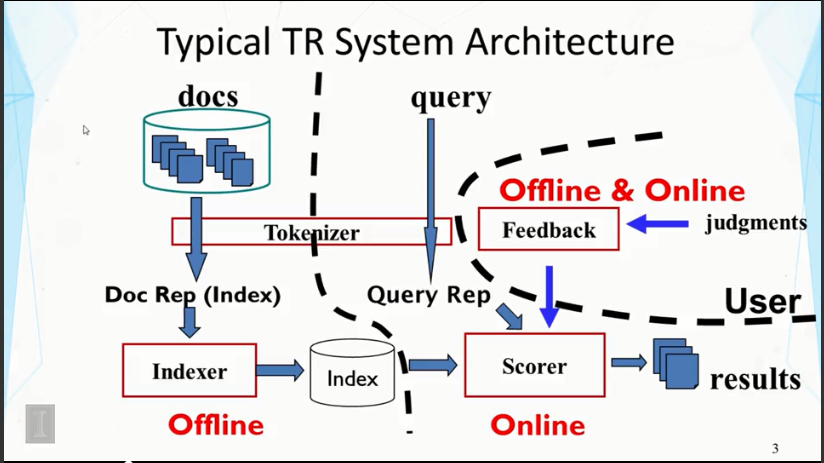 Typical TR System Architecture
docs
query
Offline & Online
Tokenizer
Feedback
judgments
Doc Rep (Index)
Query Rep
User
Indexer
Index
Scorer
results
Offline
Online
3